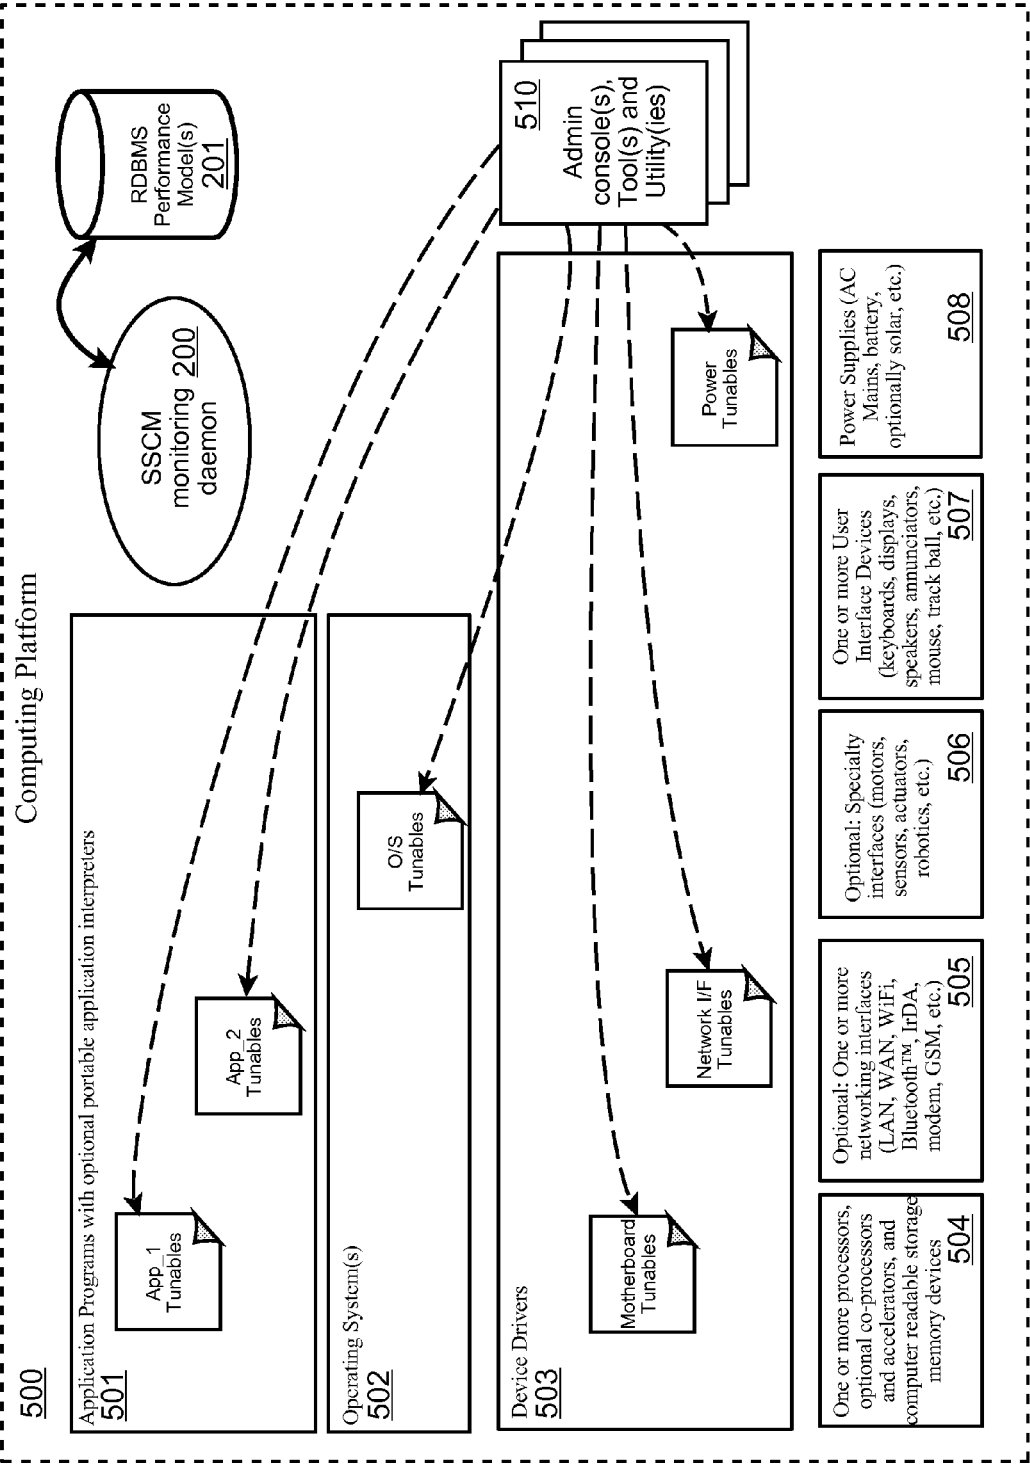 Computing Platform
500
SSCM
monitoring 200
daemon
RDBMS
Performance
Model(s)
201
Application Programs with optional portable application interpreters
501
App_1
Tunables
App_2
Tunables
510
Admin
console(s),
Tool(s) and
Utility(ies)
Operating System(s)
502
O/S
Tunables
Device Drivers
503
Motherboard
Tunables
Network I/F
Tunables
Power
Tunables
One or more processors,
optional co-processors
and accelerators, and
computer readable storage
memory devices
504
Optional: One or more
networking interfaces
(LAN, WAN, WiFi,
Bluetooth™, IrDA,
modem, GSM, etc.)
505
Optional: Specialty
interfaces (motors,
sensors, actuators,
robotics, etc.)
506
One or more User
Interface Devices
(keyboards, displays,
speakers, annunciators,
mouse, track ball, etc.)
507
Power Supplies (AC
Mains, battery,
optionally solar, etc.)
508